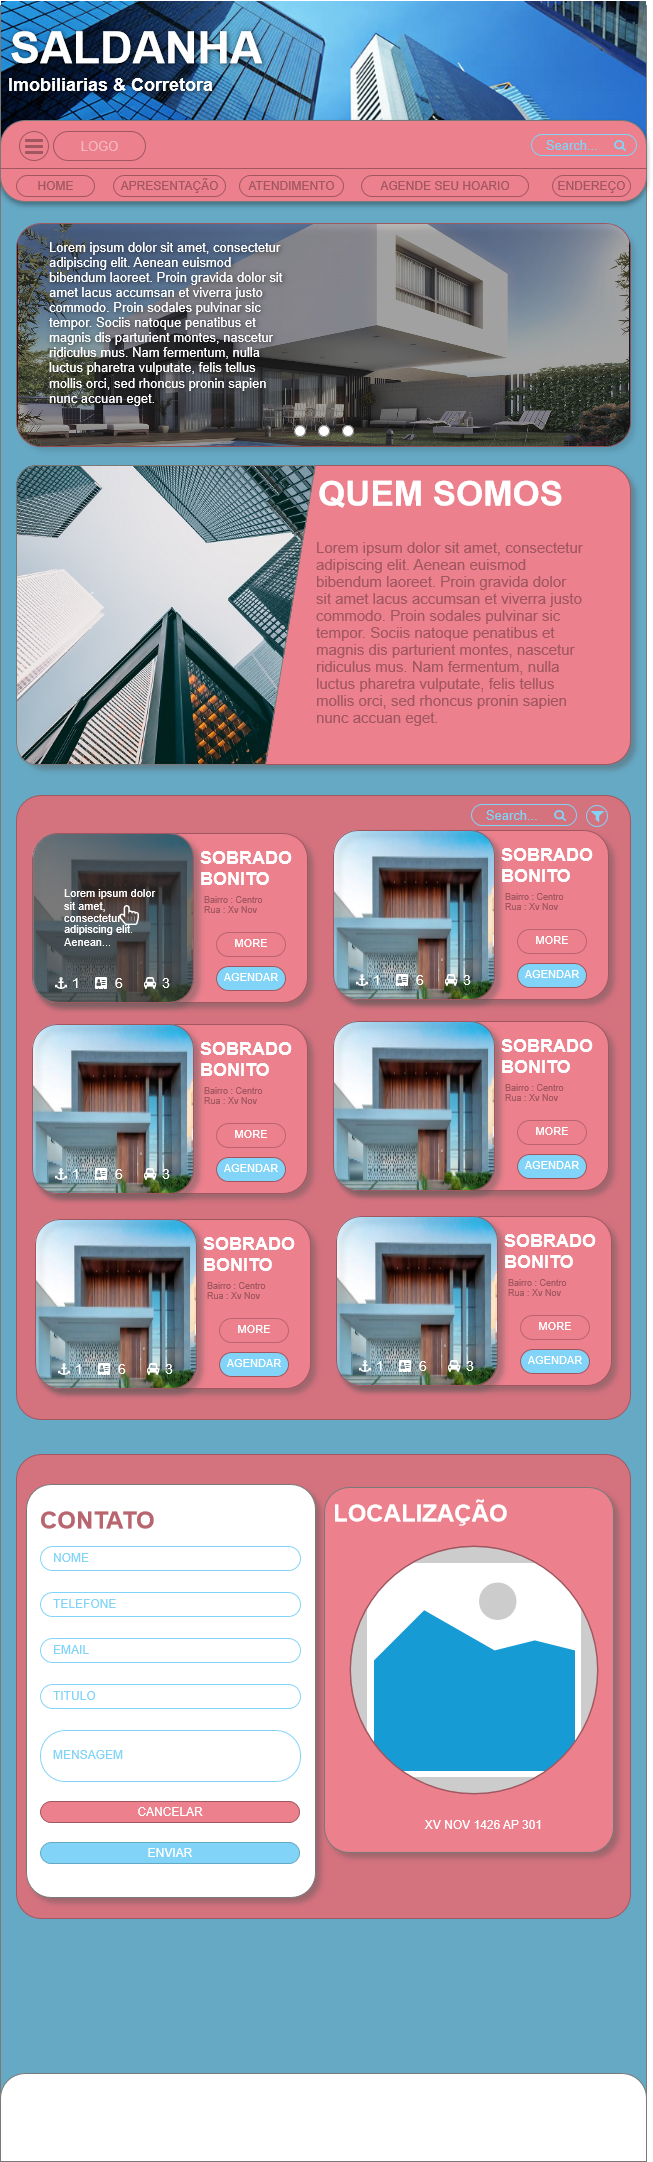 SALDANHA
Imobiliarias & Corretora
LOGO
Search...
HOME
APRESENTAÇÃO
ATENDIMENTO
AGENDE SEU HOARIO
ENDEREÇO
Lorem ipsum dolor sit amet, consectetur
adipiscing elit. Aenean euismod
bibendum laoreet. Proin gravida dolor sit
amet lacus accumsan et viverra justo
commodo. Proin sodales pulvinar sic
tempor. Sociis natoque penatibus et
magnis dis parturient montes, nascetur
ridiculus mus. Nam fermentum, nulla
luctus pharetra vulputate, felis tellus
mollis orci, sed rhoncus pronin sapien
nunc accuan eget.
QUEM SOMOS
Lorem ipsum dolor sit amet, consectetur
adipiscing elit. Aenean euismod
bibendum laoreet. Proin gravida dolor
sit amet lacus accumsan et viverra justo
commodo. Proin sodales pulvinar sic
tempor. Sociis natoque penatibus et
magnis dis parturient montes, nascetur
ridiculus mus. Nam fermentum, nulla
luctus pharetra vulputate, felis tellus
mollis orci, sed rhoncus pronin sapien
nunc accuan eget.
Search...
Lorem ipsum dolor
sit amet,
consectetur
adipiscing elit.
Aenean...
1 6 3
SOBRADO
BONITO
Bairro : Centro
Rua : Xv Nov
MORE
AGENDAR
1 6 3
SOBRADO
BONITO
Bairro : Centro
Rua : Xv Nov
MORE
AGENDAR
1 6 3
SOBRADO
BONITO
Bairro : Centro
Rua : Xv Nov
MORE
AGENDAR
SOBRADO
BONITO
Bairro : Centro
Rua : Xv Nov
MORE
AGENDAR
1 6 3
SOBRADO
BONITO
Bairro : Centro
Rua : Xv Nov
MORE
AGENDAR
1 6 3
SOBRADO
BONITO
Bairro : Centro
Rua : Xv Nov
MORE
AGENDAR
CONTATO
NOME
TELEFONE
EMAIL
TITULO
MENSAGEM
CANCELAR
ENVIAR
LOCALIZAÇÃO
XV NOV 1426 AP 301